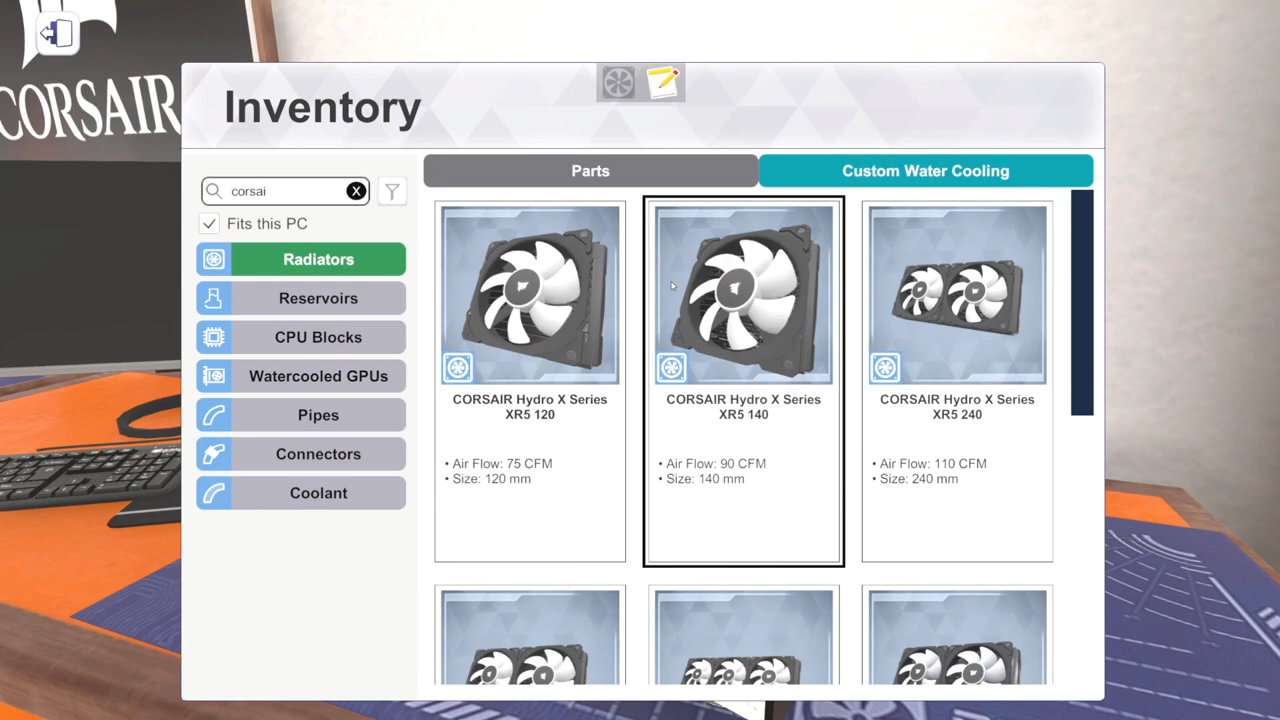 CORSAIR
Inventory
corsai
X
Fits this PC
Radiators
Reservoirs
CPU Blocks
Watercooled GPUs
Pipes
Connectors
Coolant
Parts
Custom Water Cooling
CORSAIR Hydro X Series
XR5 120
• Air Flow: 75 CFM
• Size: 120 mm
CORSAIR Hydro X Series
XR5 140
• Air Flow: 90 CFM
• Size: 140 mm
CORSAIR Hydro X Series
XR5 240
• Air Flow: 110 CFM
• Size: 240 mm